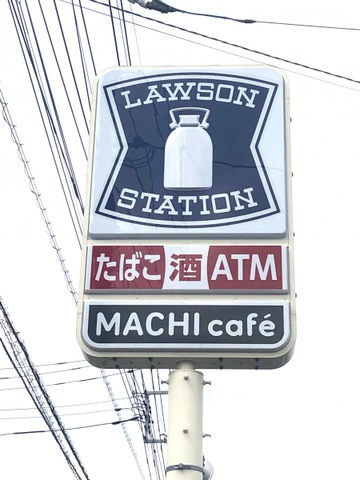 LAWSON
STATION
たばこ 酒 ATM
MACHI café